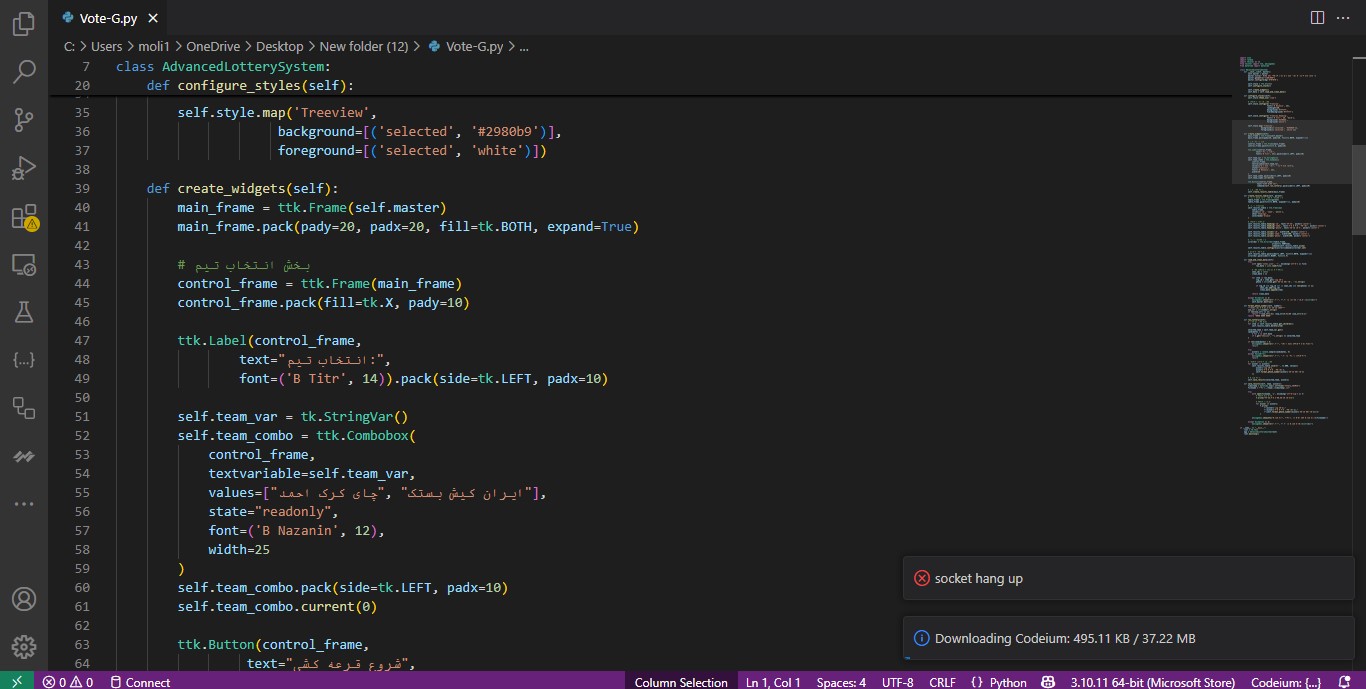 Vote-G.py
C: > Users > moli1 > OneDrive > Desktop > New folder (12) > Vote-G.py > ...
7 class AdvancedLotterySystem:
20 def configure_styles(self):
35 self.style.map('Treeview',
36 background=[('selected', '#2980b9')],
37 foreground=[('selected', 'white')])
38
39 def create_widgets(self):
40 main_frame = ttk.Frame(self.master)
41 main_frame.pack(pady=20, padx=20, fill=tk.BOTH, expand=True)
42
43 # بخش انتخاب تیم
44 control_frame = ttk.Frame(main_frame)
45 control_frame.pack(fill=tk.X, pady=10)
46
47 ttk.Label(control_frame,
48 text="انتخاب تیم:",
49 font=('B Titr', 14)).pack(side=tk.LEFT, padx=10)
50
51 self.team_var = tk.StringVar()
52 self.team_combo = ttk.Combobox(
53 control_frame,
54 textvariable=self.team_var,
55 values=["چای کرک احمد", "ایران کیش بستک"],
56 state="readonly",
57 font=('B Nazanin', 12),
58 width=25
59 )
60 self.team_combo.pack(side=tk.LEFT, padx=10)
61 self.team_combo.current(0)
62
63 ttk.Button(control_frame,
64 text="شروع قرعه کشی",
socket hang up
Downloading Codeium: 495.11 KB / 37.22 MB
0 0 Connect Column Selection Ln 1, Col 1 Spaces: 4 UTF-8 CRLF {} Python 3.10.11 64-bit (Microsoft Store) Codeium: {...}